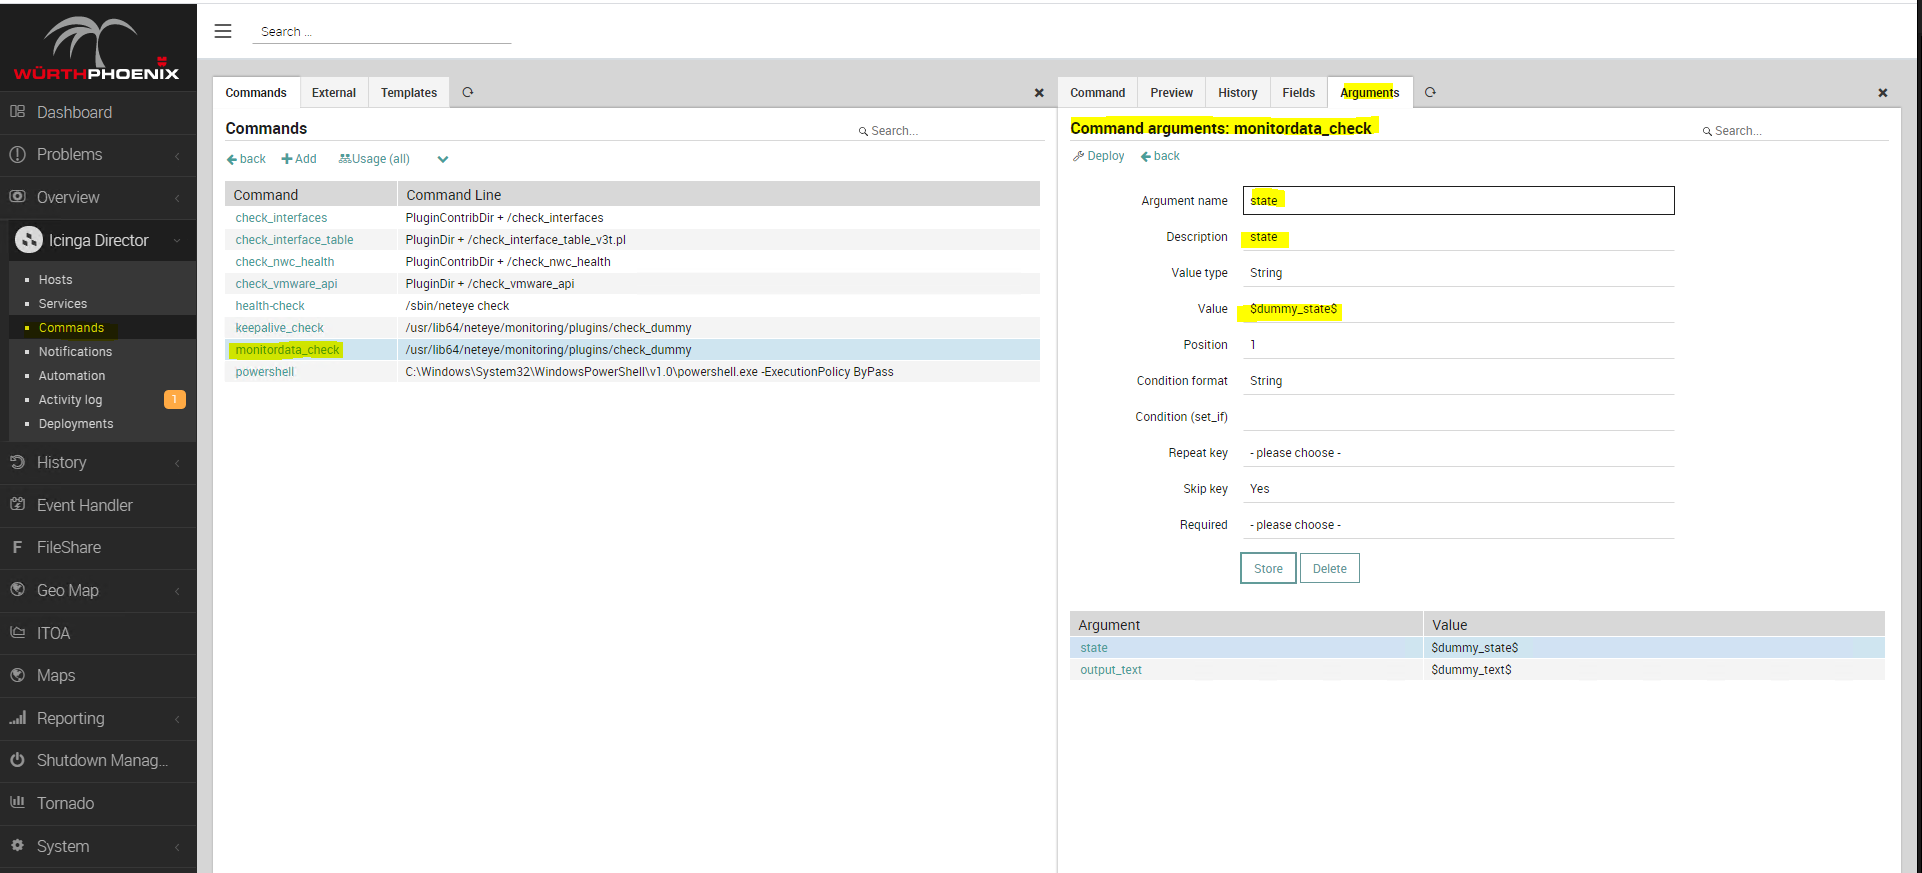 WÜRTHPHOENIX
Dashboard
Problems
Overview
Icinga Director
Hosts
Services
Commands
Notifications
Automation
Activity log 1
Deployments
History
Event Handler
F FileShare
Geo Map
ITOA
Maps
Reporting
Shutdown Manag...
Tornado
System
Search ...
Commands External Templates
Commands
Search...
back Add Usage (all)
Command Command Line
check_interfaces PluginContribDir + /check_interfaces
check_interface_table PluginDir + /check_interface_table_v3t.pl
check_nwc_health PluginContribDir + /check_nwc_health
check_vmware_api PluginDir + /check_vmware_api
health-check /sbin/neteye check
keepalive_check /usr/lib64/neteye/monitoring/plugins/check_dummy
monitordata_check /usr/lib64/neteye/monitoring/plugins/check_dummy
powershell C:\Windows\System32\WindowsPowerShell\v1.0\powershell.exe -ExecutionPolicy ByPass
Command Preview History Fields Arguments
Command arguments: monitordata_check
Search...
Deploy back
Argument name state
Description state
Value type String
Value $dummy_state$
Position 1
Condition format String
Condition (set_if)
Repeat key - please choose -
Skip key Yes
Required - please choose -
Store Delete
Argument Value
state $dummy_state$
output_text $dummy_text$